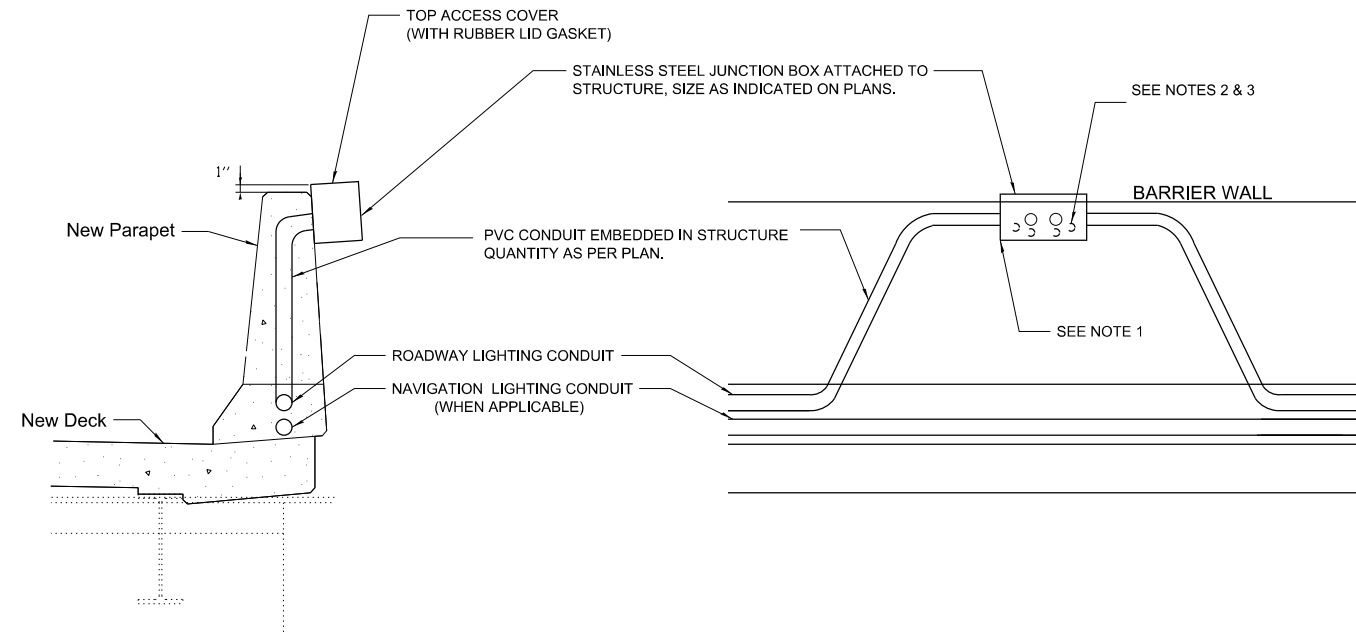 TOP ACCESS COVER
(WITH RUBBER LID GASKET)
STAINLESS STEEL JUNCTION BOX ATTACHED TO
STRUCTURE, SIZE AS INDICATED ON PLANS.
SEE NOTES 2 & 3
1"
BARRIER WALL
New Parapet
PVC CONDUIT EMBEDDED IN STRUCTURE
QUANTITY AS PER PLAN.
SEE NOTE 1
ROADWAY LIGHTING CONDUIT
NAVIGATION LIGHTING CONDUIT
(WHEN APPLICABLE)
New Deck